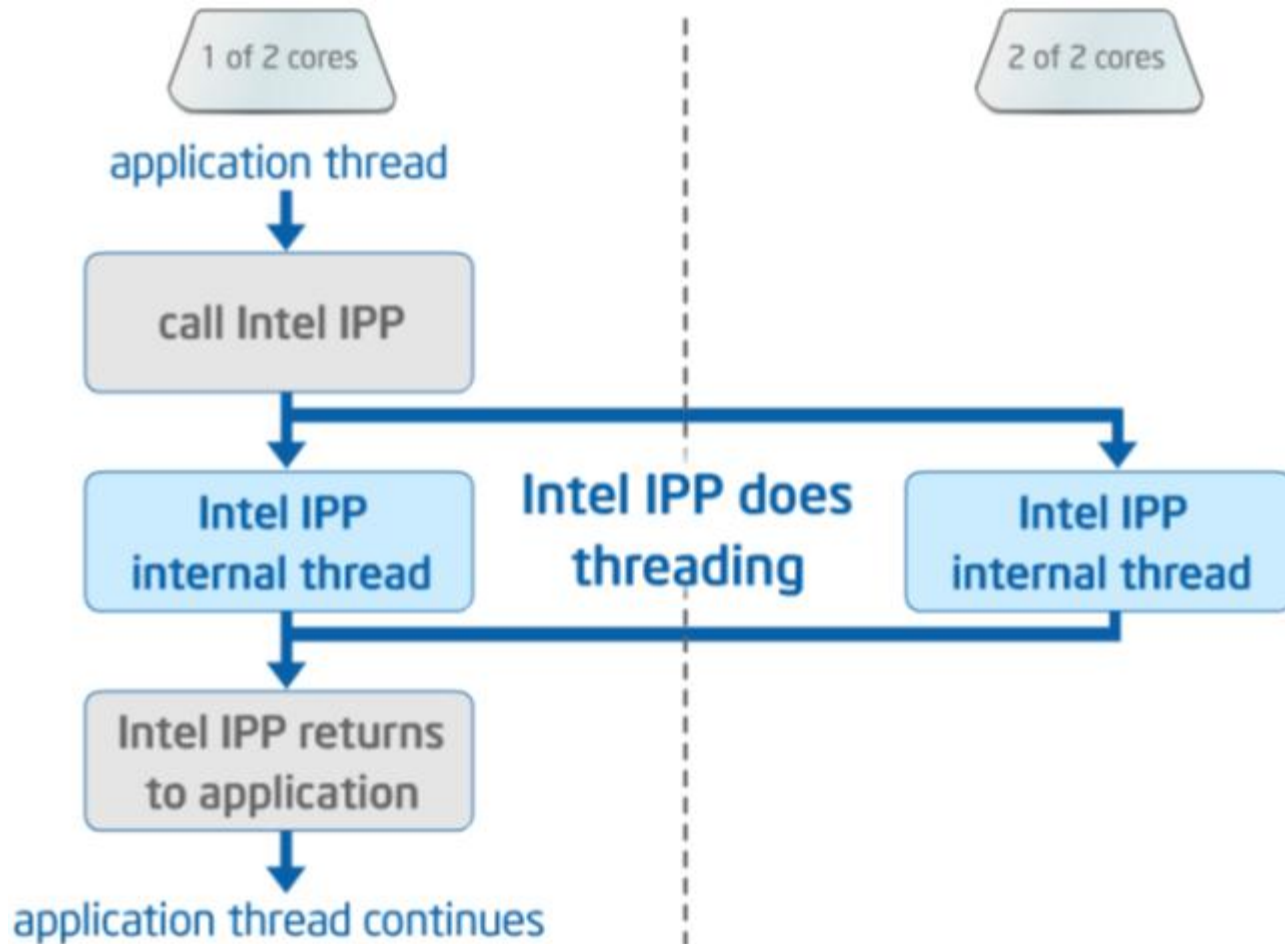 1 of 2 cores
2 of 2 cores
application thread
call Intel IPP
Intel IPP
internal thread
Intel IPP does
threading
Intel IPP
internal thread
Intel IPP returns
to application
application thread continues